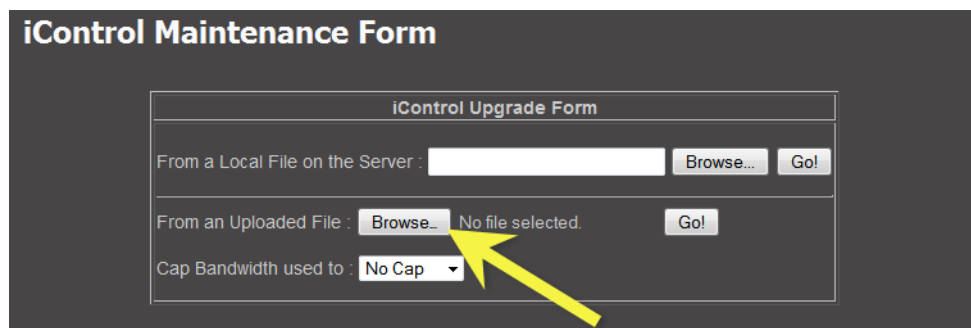 iControl Maintenance Form
iControl Upgrade Form
From a Local File on the Server : Browse... Go!
From an Uploaded File : Browse... No file selected. Go!
Cap Bandwidth used to : No Cap